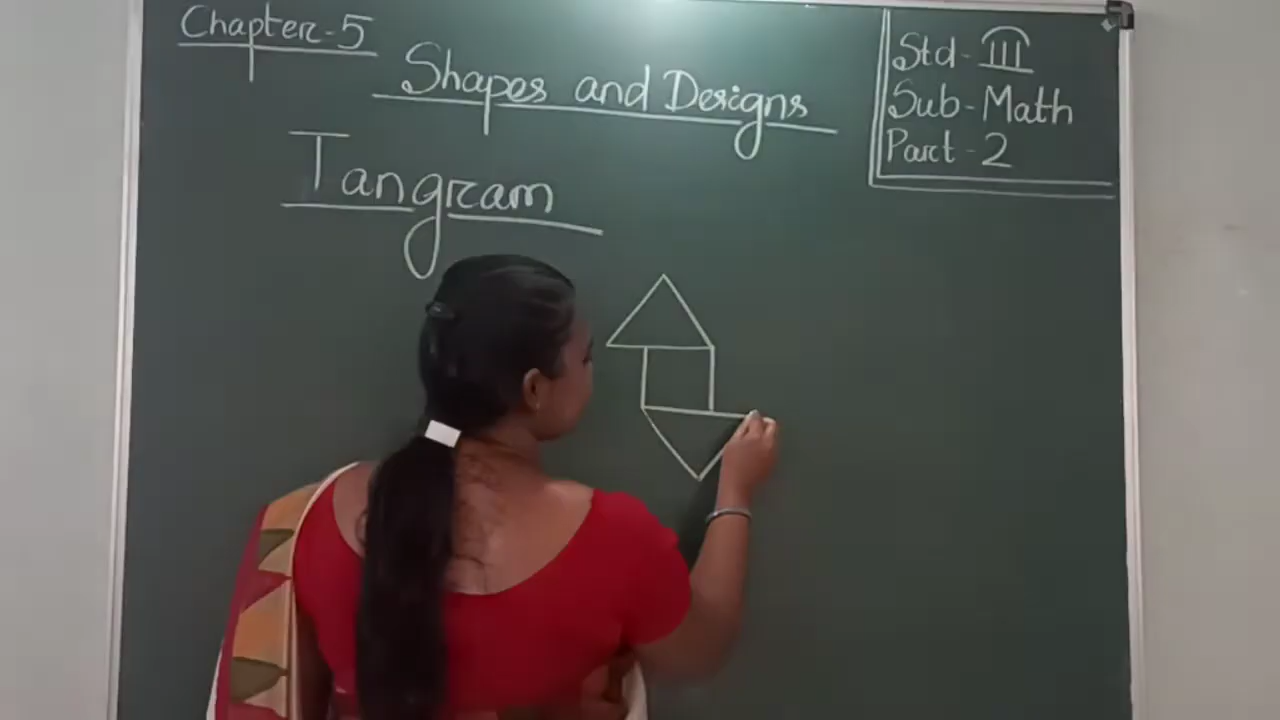 Chapter-5
Shapes and Designs
Std-III
Sub-Math
Part-2
Tangram